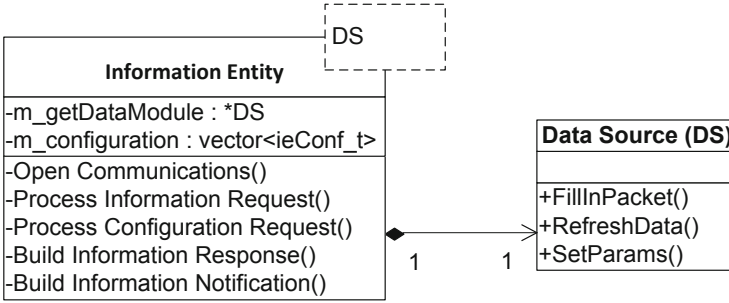 DS
Information Entity
-m_getDataModule : *DS
-m_configuration : vector<ieConf_t>
-Open Communications()
-Process Information Request()
-Process Configuration Request()
-Build Information Response()
-Build Information Notification()
1
1
Data Source (DS)
+FillInPacket()
+RefreshData()
+SetParams()